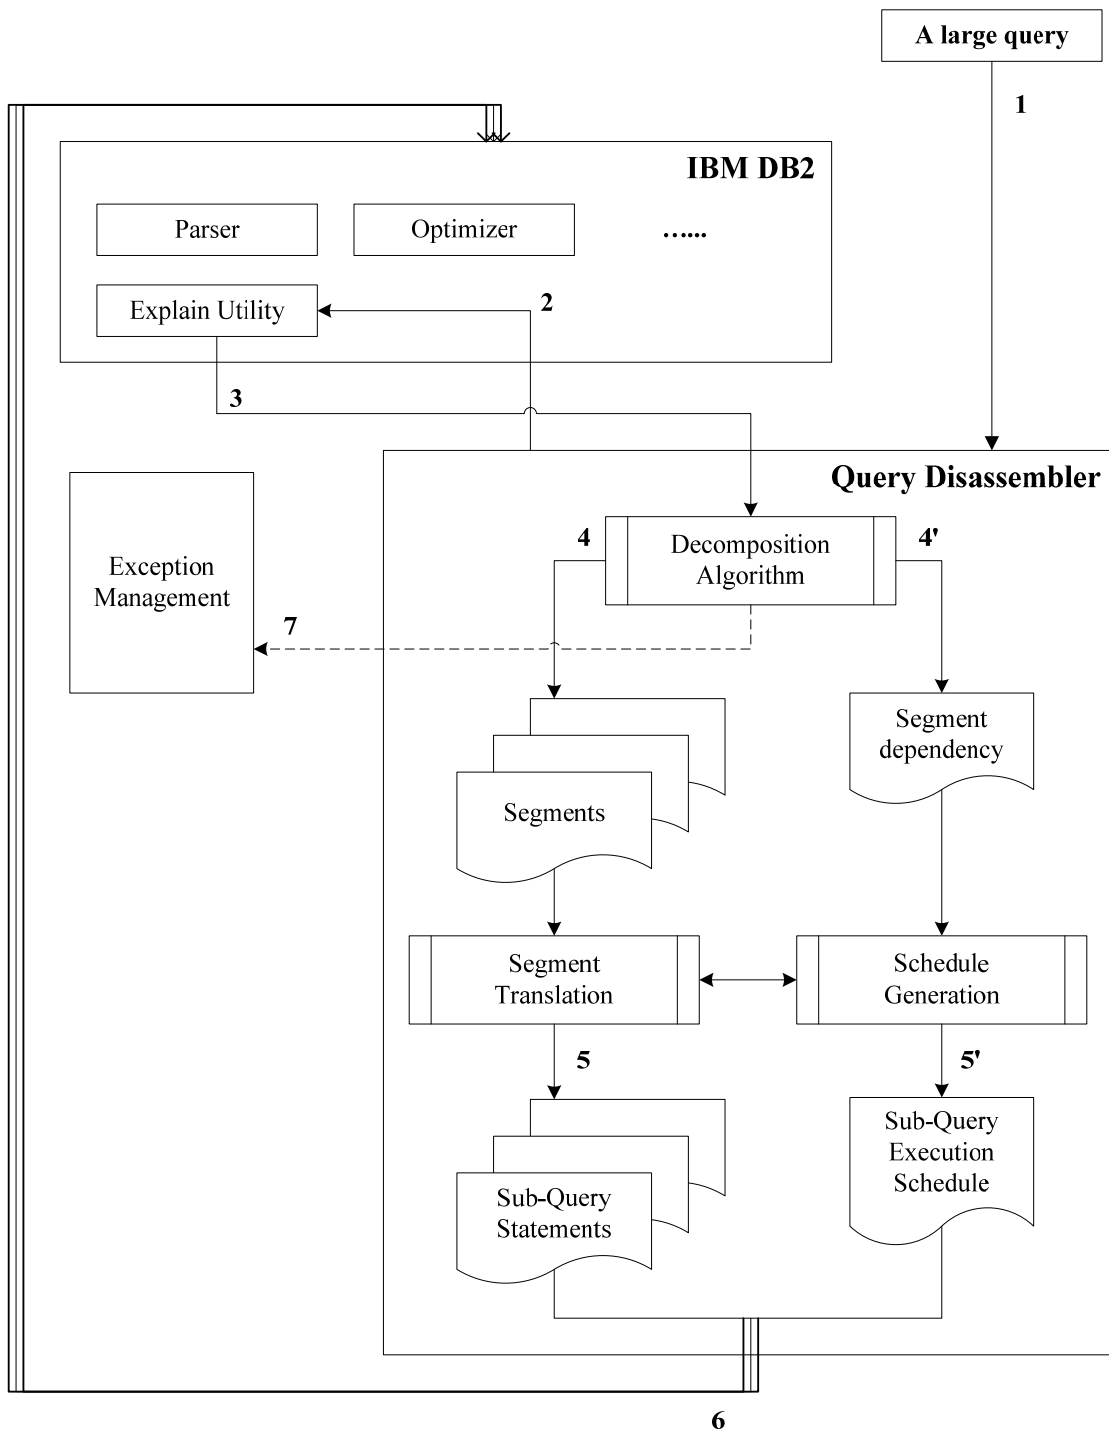 A large query
1
IBM DB2
Parser
Optimizer
…...
Explain Utility
2
3
Query Disassembler
Exception
Management
4
Decomposition
Algorithm
4'
7
Segment
dependency
Segments
Segment
Translation
Schedule
Generation
5
5'
Sub-Query
Statements
Sub-Query
Execution
Schedule
6